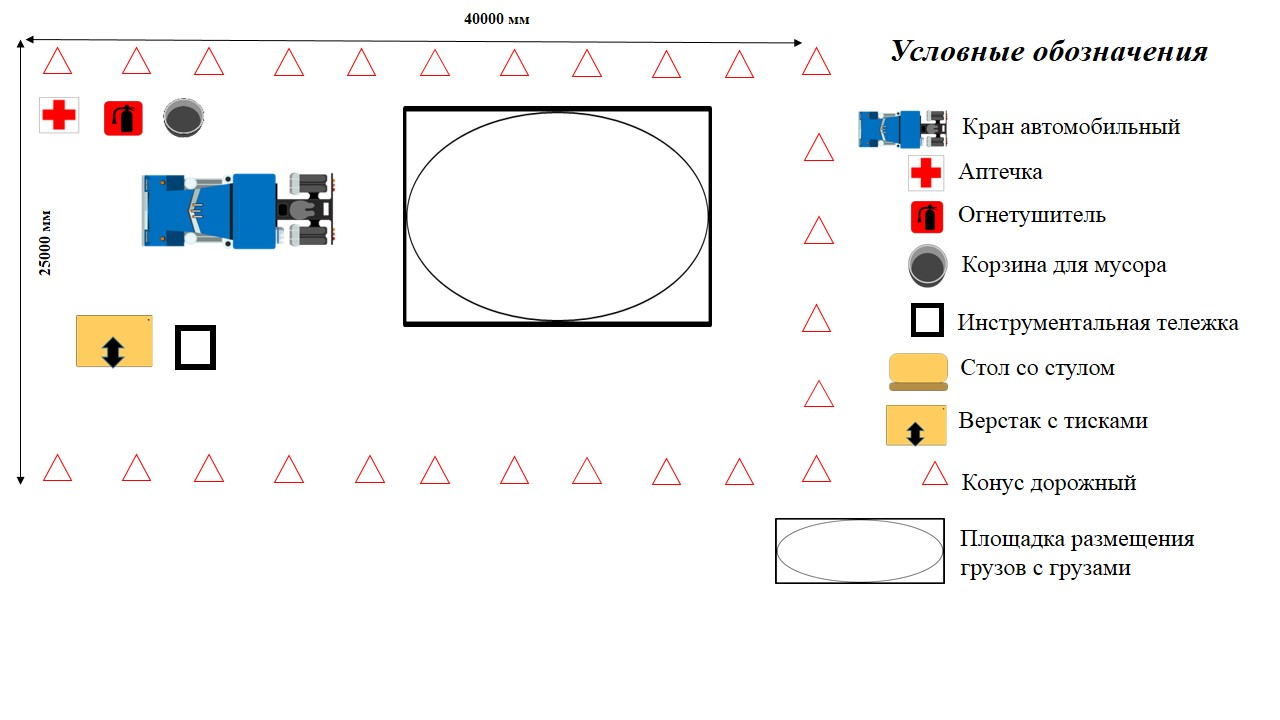 40000 мм
25000 мм
Условные обозначения
Кран автомобильный
Аптечка
Огнетушитель
Корзина для мусора
Инструментальная тележка
Стол со стулом
Верстак с тисками
Конус дорожный
Площадка размещения
грузов с грузами